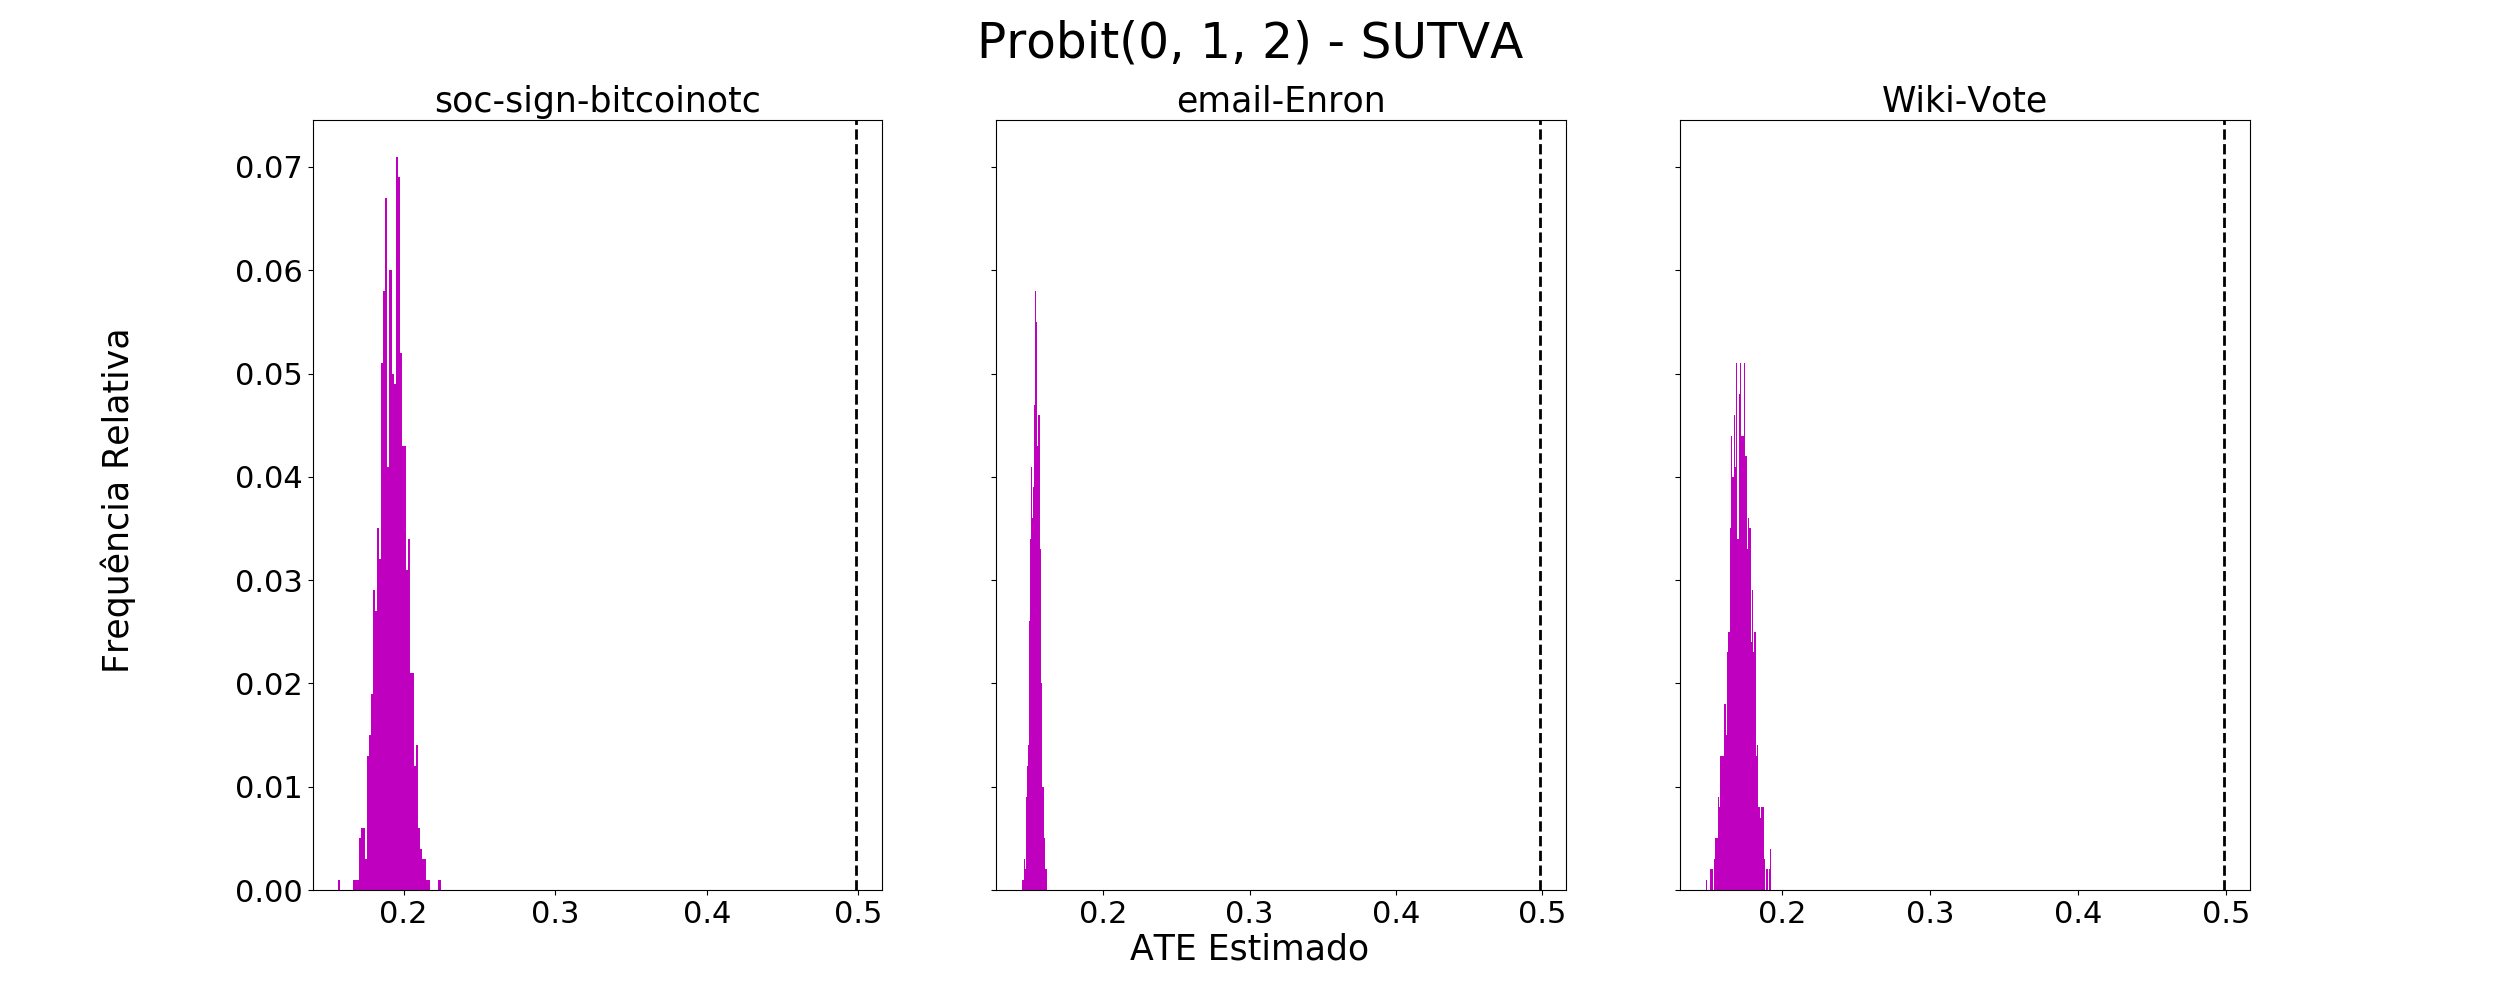 Probit(0, 1, 2) - SUTVA
soc-sign-bitcoinotc
email-Enron
Wiki-Vote
Frequência Relativa
0.07
0.06
0.05
0.04
0.03
0.02
0.01
0.00
0.2 0.3 0.4 0.5
0.2 0.3 0.4 0.5
0.2 0.3 0.4 0.5
ATE Estimado